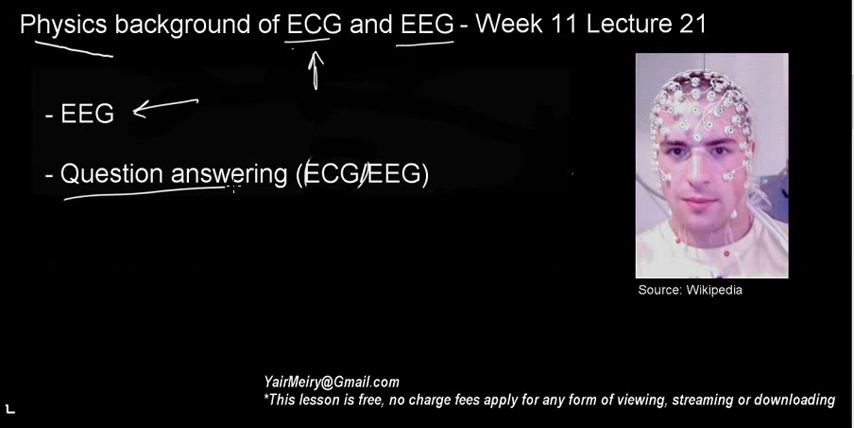 Physics background of ECG and EEG - Week 11 Lecture 21
- EEG
- Question answering (ECG/EEG)
Source: Wikipedia
YairMeiry@Gmail.com
*This lesson is free, no charge fees apply for any form of viewing, streaming or downloading